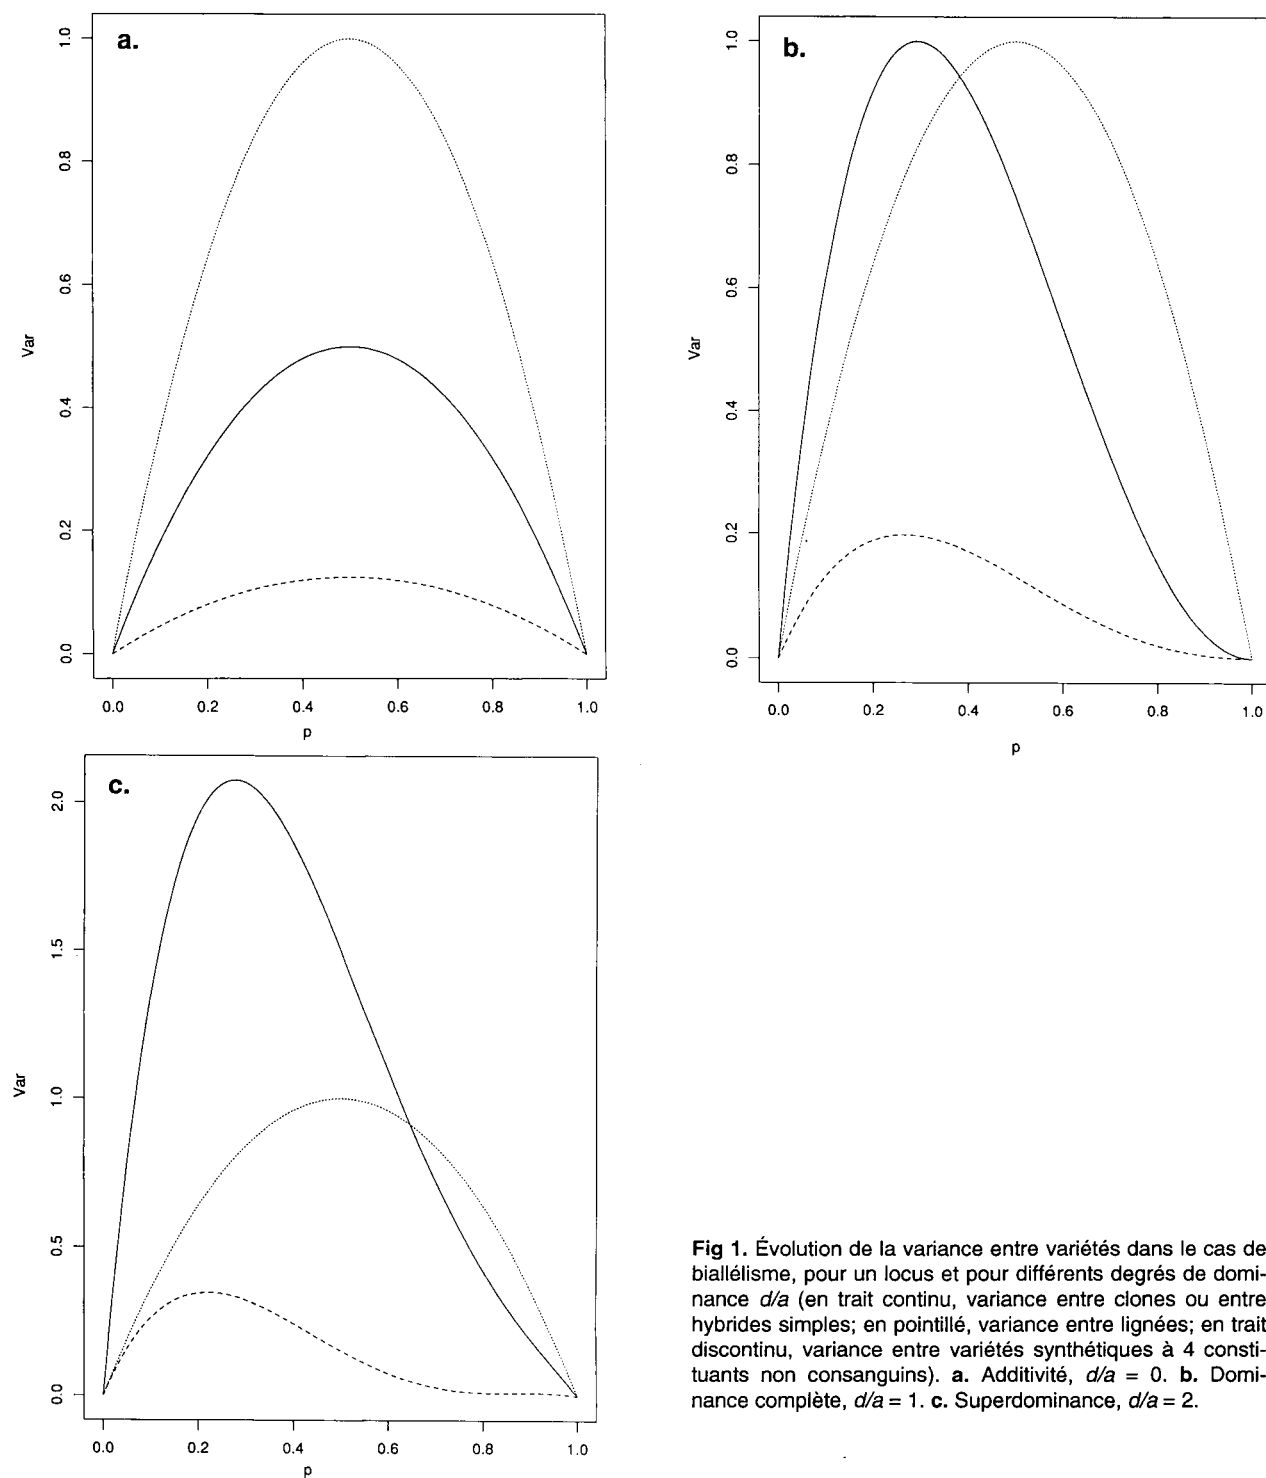 a.
1.0
0.8
0.6
0.4
0.2
0.0
Var
0.0 0.2 0.4 0.6 0.8 1.0
p
b.
1.0
0.8
0.6
0.4
0.2
0.0
Var
0.0 0.2 0.4 0.6 0.8 1.0
p
c.
2.0
1.5
1.0
0.5
0.0
Var
0.0 0.2 0.4 0.6 0.8 1.0
p
Fig 1. Évolution de la variance entre variétés dans le cas de
biallélisme, pour un locus et pour différents degrés de domi-
nance d/a (en trait continu, variance entre clones ou entre
hybrides simples; en pointillé, variance entre lignées; en trait
discontinu, variance entre variétés synthétiques à 4 consti-
tuants non consanguins). a. Additivité, d/a = 0. b. Domi-
nance complète, d/a = 1. c. Superdominance, d/a = 2.